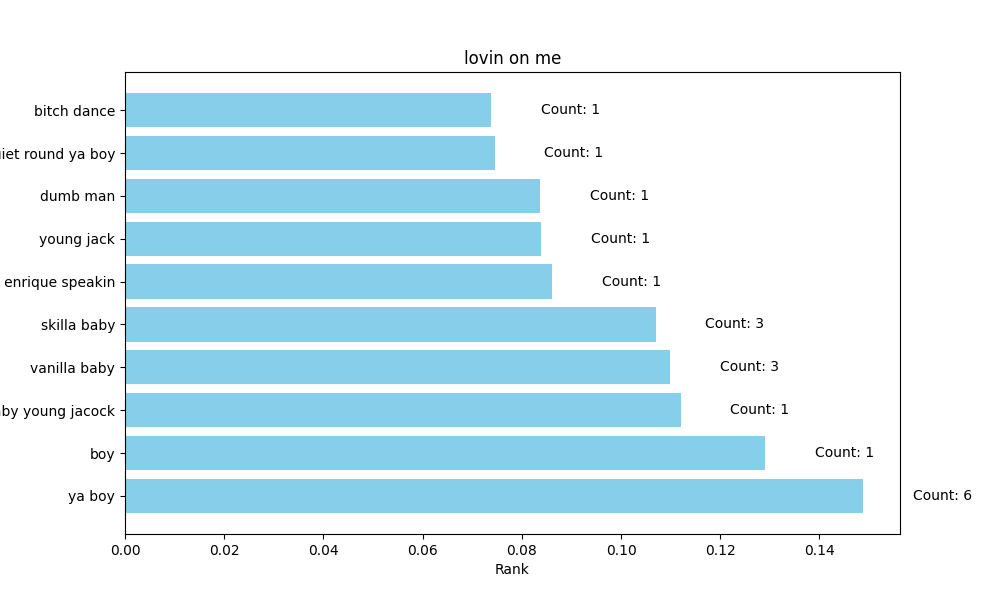 lovin on me
bitch dance Count: 1
iet round ya boy Count: 1
dumb man Count: 1
young jack Count: 1
enrique speakin Count: 1
skilla baby Count: 3
vanilla baby Count: 3
by young jacock Count: 1
boy Count: 1
ya boy Count: 6
0.00 0.02 0.04 0.06 0.08 0.10 0.12 0.14
Rank